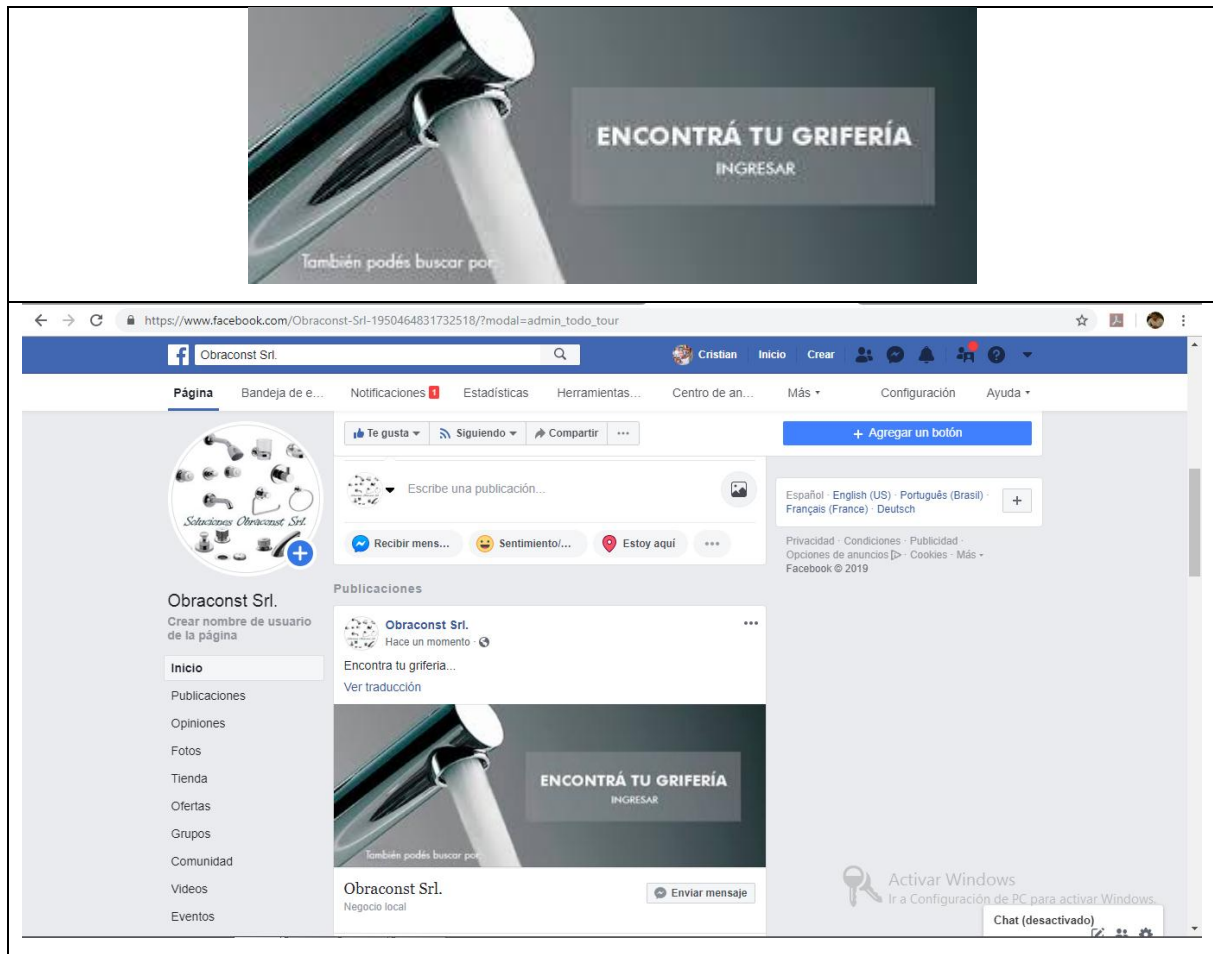 ENCONTRÁ TU GRIFERÍA
INGRESAR
También podés buscar por
https://www.facebook.com/Obraconst-Srl-1950464831732518/?modal=admin_todo_tour
Obraconst Srl.
Cristian Inicio Crear
Página Bandeja de e... Notificaciones 1 Estadísticas Herramientas... Centro de an... Más Configuración Ayuda
Te gusta Siguiendo Compartir ...
+ Agregar un botón
Soluciones Obraconst Srl.
Obraconst Srl.
Crear nombre de usuario
de la página
Inicio
Publicaciones
Opiniones
Fotos
Tienda
Ofertas
Grupos
Comunidad
Videos
Eventos
Escribe una publicación...
Recibir mens... Sentimiento/... Estoy aquí ...
Publicaciones
Obraconst Srl.
Hace un momento ·
Encontra tu griferia...
Ver traducción
ENCONTRÁ TU GRIFERÍA
INGRESAR
También podés buscar por
Obraconst Srl.
Negocio local
Enviar mensaje
Español · English (US) · Português (Brasil) ·
Français (France) · Deutsch
+
Privacidad · Condiciones · Publicidad ·
Opciones de anuncios · Cookies · Más
Facebook © 2019
Activar Windows
Ir a Configuración de PC para activar Windows.
Chat (desactivado)